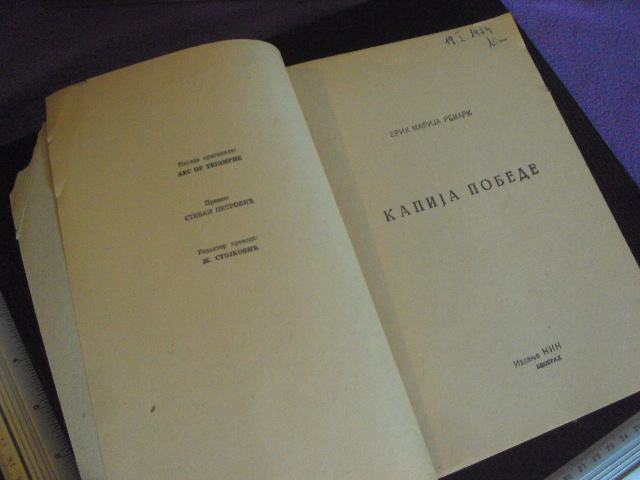 Наслов оригинала:
ARC OF TRIOMPHE
Превео:
СТЕВАН ПЕТРОВИЋ
Редактор превода:
Ж. СТОЈКОВИЋ
ЕРИХ МАРИЈА РЕМАРК
КАПИЈА ПОБЕДЕ
Издање НИН
БЕОГРАД